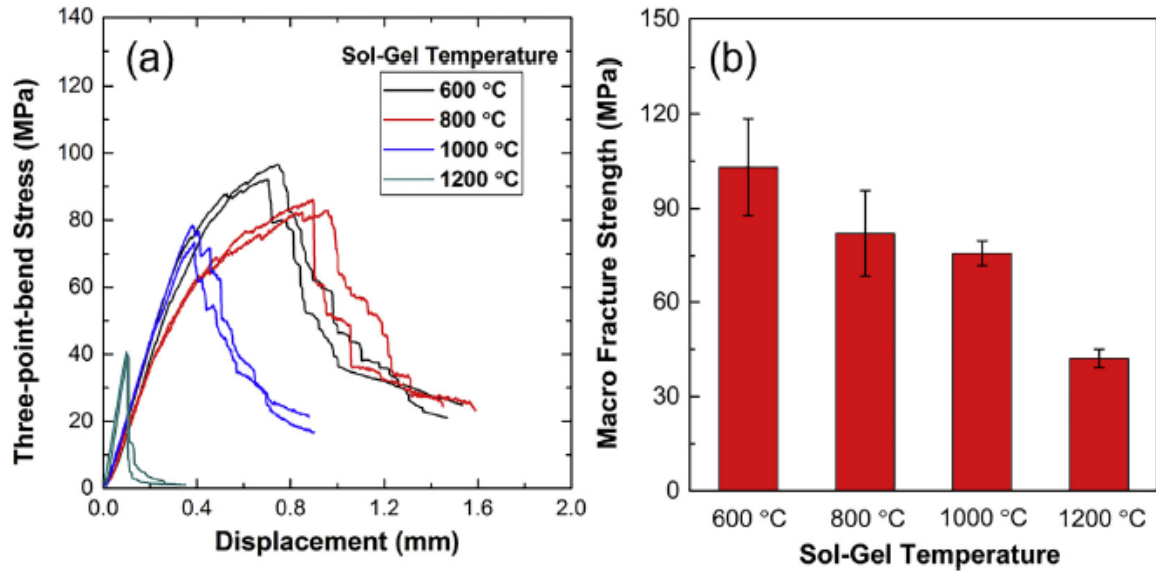 (a)
Sol-Gel Temperature
600 °C
800 °C
1000 °C
1200 °C
Three-point-bend Stress (MPa)
140
120
100
80
60
40
20
0
0.0 0.4 0.8 1.2 1.6 2.0
Displacement (mm)
(b)
Macro Fracture Strength (MPa)
150
120
90
60
30
0
600 °C 800 °C 1000 °C 1200 °C
Sol-Gel Temperature